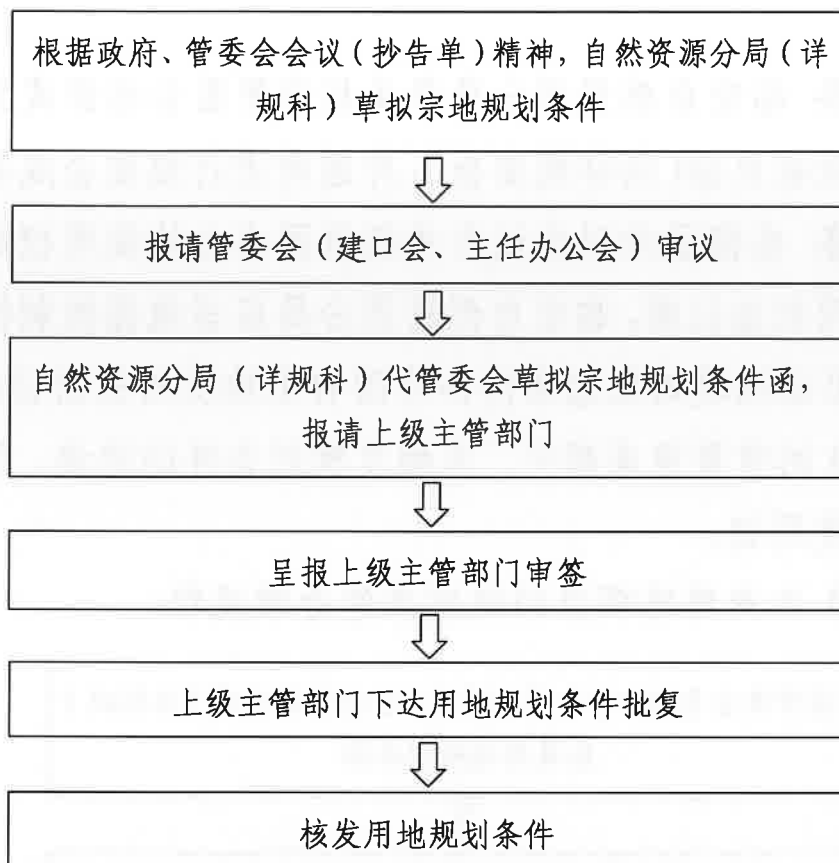 根据政府、管委会会议(抄告单)精神,自然资源分局(详
规科)草拟宗地规划条件
报请管委会(建口会、主任办公会)审议
自然资源分局(详规科)代管委会草拟宗地规划条件函,
报请上级主管部门
呈报上级主管部门审签
上级主管部门下达用地规划条件批复
核发用地规划条件